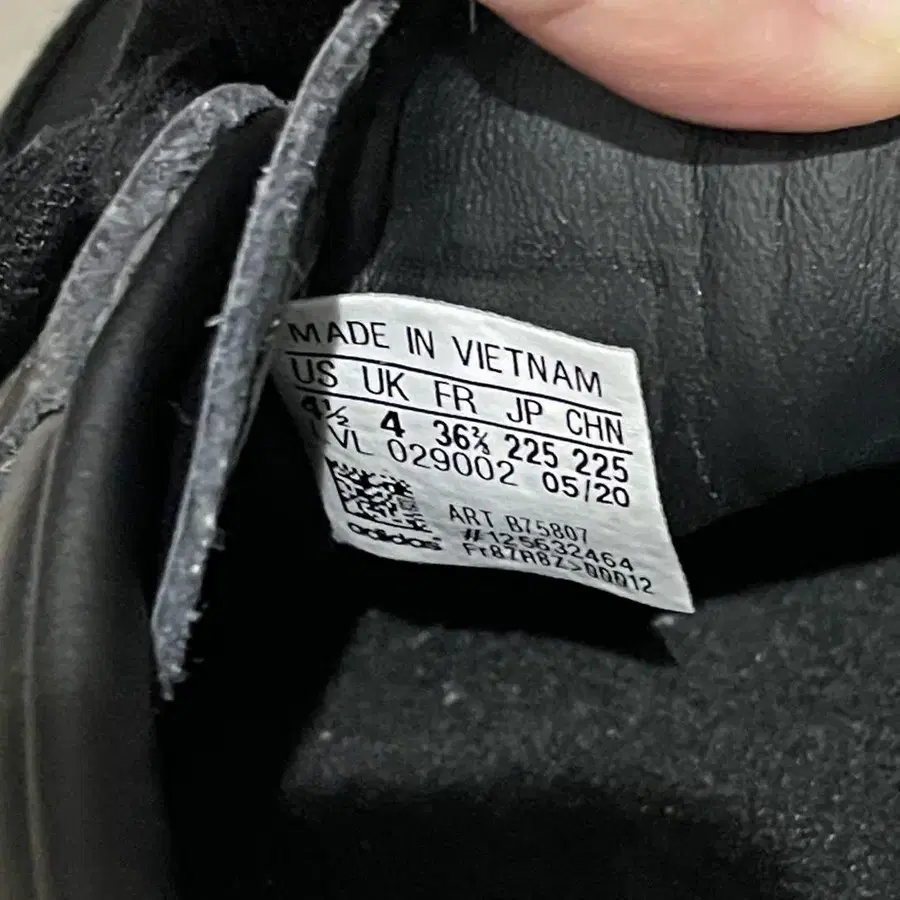 MADE IN VIETNAM
US UK FR JP CHN
4½ 4 36⅔ 225 225
LVL 029002 05/20
ART B75807
#125632464
adidas